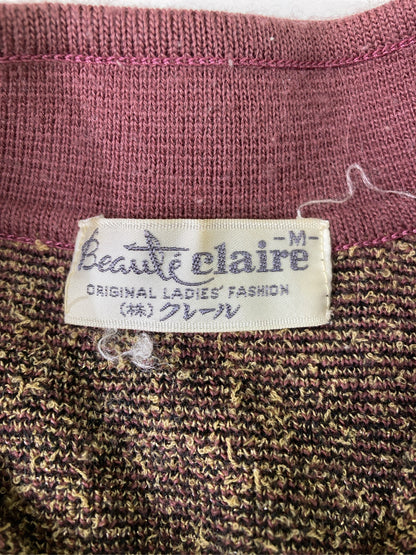 -M-
Beauté claire
ORIGINAL LADIES' FASHION
(株) クレール